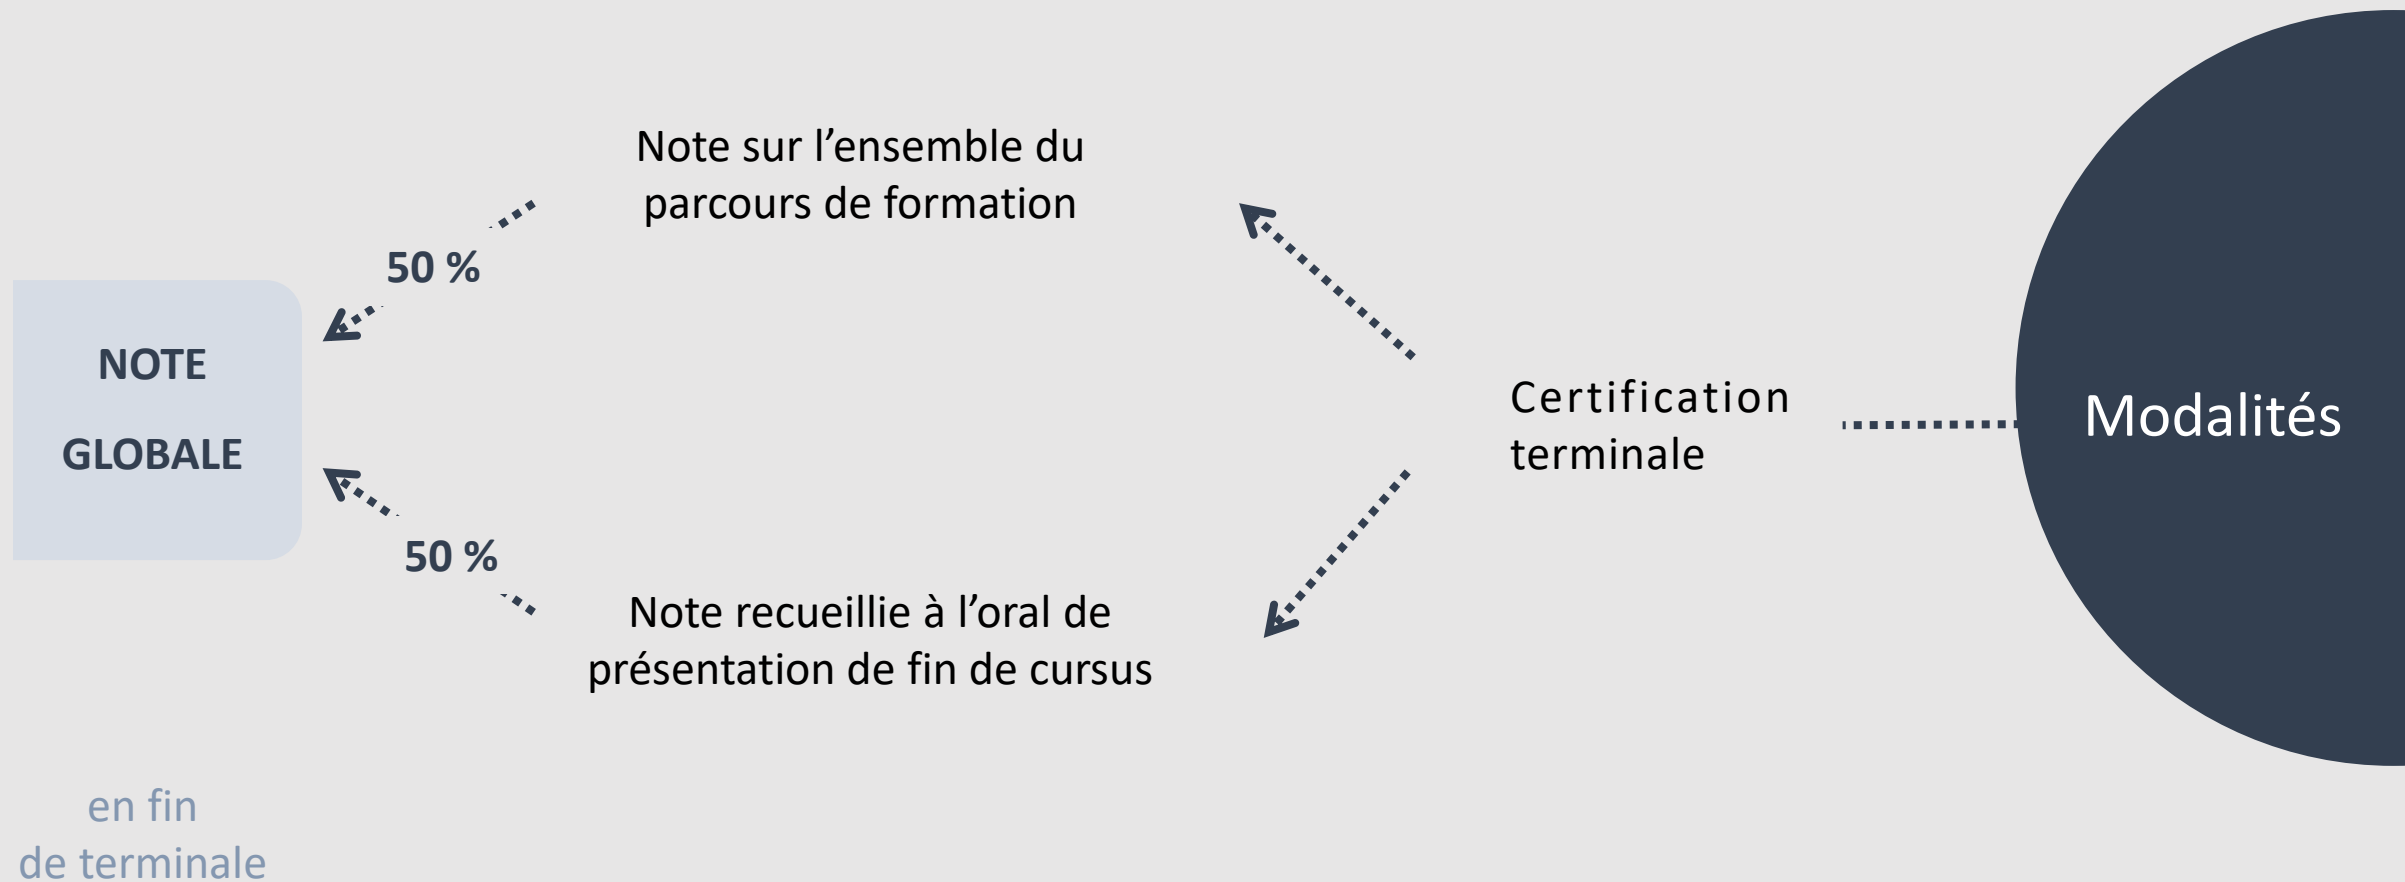 Note sur l’ensemble du
parcours de formation
50 %
NOTE
GLOBALE
Certification
terminale
Modalités
50 %
Note recueillie à l’oral de
présentation de fin de cursus
en fin
de terminale